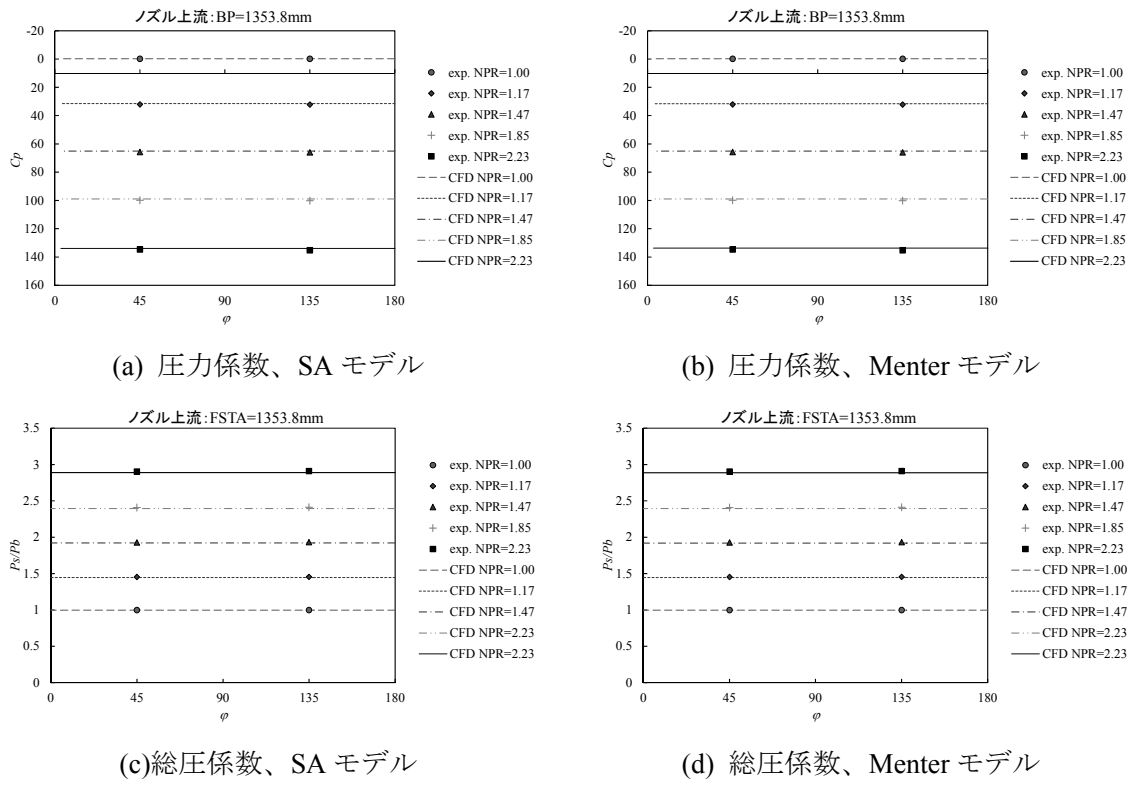 ノズル上流:BP=1353.8mm
-20
0
20
40
60
80
100
120
140
160
Cp
0
45
90
135
180
φ
exp. NPR=1.00
exp. NPR=1.17
exp. NPR=1.47
exp. NPR=1.85
exp. NPR=2.23
CFD NPR=1.00
CFD NPR=1.17
CFD NPR=1.47
CFD NPR=1.85
CFD NPR=2.23
(a) 圧力係数、SA モデル
ノズル上流:BP=1353.8mm
-20
0
20
40
60
80
100
120
140
160
Cp
0
45
90
135
180
φ
exp. NPR=1.00
exp. NPR=1.17
exp. NPR=1.47
exp. NPR=1.85
exp. NPR=2.23
CFD NPR=1.00
CFD NPR=1.17
CFD NPR=1.47
CFD NPR=1.85
CFD NPR=2.23
(b) 圧力係数、Menter モデル
ノズル上流:FSTA=1353.8mm
3.5
3
2.5
2
1.5
1
0.5
0
Ps/Pb
0
45
90
135
180
φ
exp. NPR=1.00
exp. NPR=1.17
exp. NPR=1.47
exp. NPR=1.85
exp. NPR=2.23
CFD NPR=1.00
CFD NPR=1.17
CFD NPR=1.47
CFD NPR=2.23
CFD NPR=2.23
(c)総圧係数、SA モデル
ノズル上流:FSTA=1353.8mm
3.5
3
2.5
2
1.5
1
0.5
0
Ps/Pb
0
45
90
135
180
φ
exp. NPR=1.00
exp. NPR=1.17
exp. NPR=1.47
exp. NPR=1.85
exp. NPR=2.23
CFD NPR=1.00
CFD NPR=1.17
CFD NPR=1.47
CFD NPR=2.23
CFD NPR=2.23
(d) 総圧係数、Menter モデル